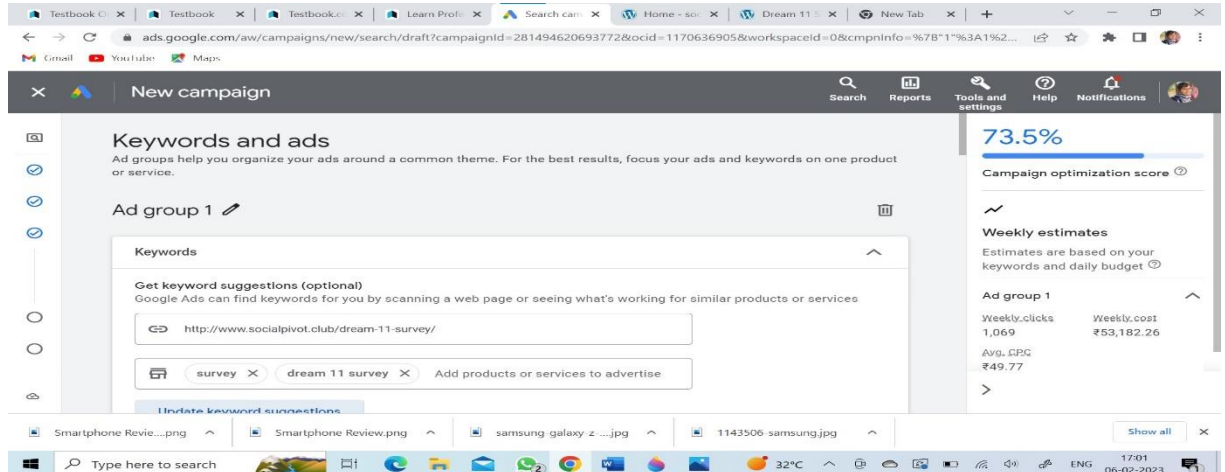 Testbook O
Testbook
Testbook.c
Learn Profe
Search cam
Home - soc
Dream 11 S
New Tab
ads.google.com/aw/campaigns/new/search/draft?campaignId=281494620693772&ocid=1170636905&workspaceId=0&cmpnInfo=%7B"1"%3A1%2...
Gmail YouTube Maps
New campaign
Search Reports Tools and settings Help Notifications
Keywords and ads
Ad groups help you organize your ads around a common theme. For the best results, focus your ads and keywords on one product
or service.
Ad group 1
Keywords
Get keyword suggestions (optional)
Google Ads can find keywords for you by scanning a web page or seeing what's working for similar products or services
http://www.socialpivot.club/dream-11-survey/
survey dream 11 survey Add products or services to advertise
Update keyword suggestions
73.5%
Campaign optimization score
Weekly estimates
Estimates are based on your
keywords and daily budget
Ad group 1
Weekly clicks Weekly cost
1,069 ₹53,182.26
Avg. CPC
₹49.77
Smartphone Revie....png Smartphone Review.png samsung-galaxy-z-....jpg 1143506-samsung.jpg Show all
Type here to search 2 32°C ENG 17:01
06-02-2023